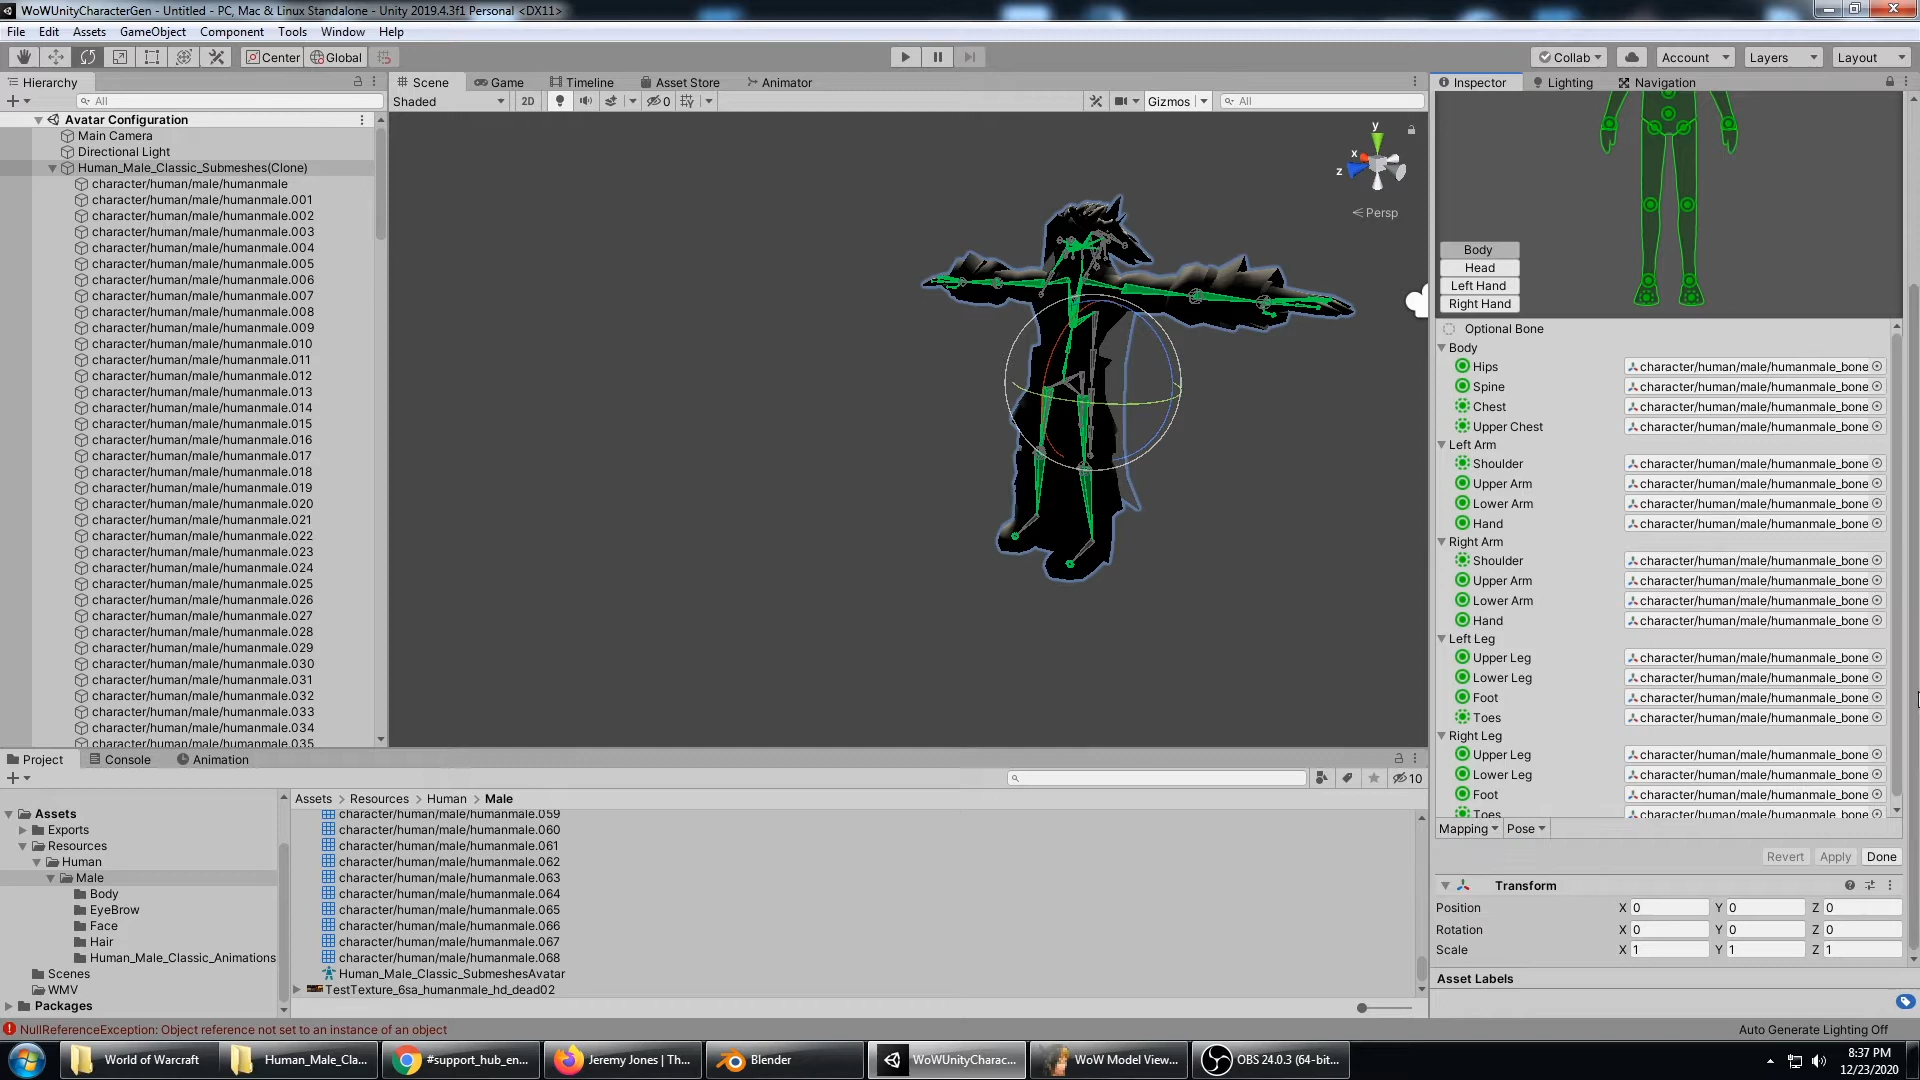 WoWUnityCharacterGen - Untitled - PC, Mac & Linux Standalone - Unity 2019.4.3f1 Personal <DX11>
File Edit Assets GameObject Component Tools Window Help
Center Global Collab Account Layers Layout
Hierarchy Scene Game Timeline Asset Store Animator Inspector Lighting Navigation
All Shaded 2D 0 Gizmos All
Avatar Configuration
Main Camera
Directional Light
Human_Male_Classic_Submeshes(Clone)
character/human/male/humanmale
character/human/male/humanmale.001
character/human/male/humanmale.002
character/human/male/humanmale.003
character/human/male/humanmale.004
character/human/male/humanmale.005
character/human/male/humanmale.006
character/human/male/humanmale.007
character/human/male/humanmale.008
character/human/male/humanmale.009
character/human/male/humanmale.010
character/human/male/humanmale.011
character/human/male/humanmale.012
character/human/male/humanmale.013
character/human/male/humanmale.014
character/human/male/humanmale.015
character/human/male/humanmale.016
character/human/male/humanmale.017
character/human/male/humanmale.018
character/human/male/humanmale.019
character/human/male/humanmale.020
character/human/male/humanmale.021
character/human/male/humanmale.022
character/human/male/humanmale.023
character/human/male/humanmale.024
character/human/male/humanmale.025
character/human/male/humanmale.026
character/human/male/humanmale.027
character/human/male/humanmale.028
character/human/male/humanmale.029
character/human/male/humanmale.030
character/human/male/humanmale.031
character/human/male/humanmale.032
character/human/male/humanmale.033
character/human/male/humanmale.034
character/human/male/humanmale.035
y
x
z
Persp
Body
Head
Left Hand
Right Hand
Optional Bone
Body
Hips character/human/male/humanmale_bone
Spine character/human/male/humanmale_bone
Chest character/human/male/humanmale_bone
Upper Chest character/human/male/humanmale_bone
Left Arm
Shoulder character/human/male/humanmale_bone
Upper Arm character/human/male/humanmale_bone
Lower Arm character/human/male/humanmale_bone
Hand character/human/male/humanmale_bone
Right Arm
Shoulder character/human/male/humanmale_bone
Upper Arm character/human/male/humanmale_bone
Lower Arm character/human/male/humanmale_bone
Hand character/human/male/humanmale_bone
Left Leg
Upper Leg character/human/male/humanmale_bone
Lower Leg character/human/male/humanmale_bone
Foot character/human/male/humanmale_bone
Toes character/human/male/humanmale_bone
Right Leg
Upper Leg character/human/male/humanmale_bone
Lower Leg character/human/male/humanmale_bone
Foot character/human/male/humanmale_bone
Toes character/human/male/humanmale_bone
Mapping Pose
Revert Apply Done
Transform
Position X 0 Y 0 Z 0
Rotation X 0 Y 0 Z 0
Scale X 1 Y 1 Z 1
Asset Labels
Project Console Animation
10
Assets
Exports
Resources
Human
Male
Body
EyeBrow
Face
Hair
Human_Male_Classic_Animations
Scenes
WMV
Packages
Assets > Resources > Human > Male
character/human/male/humanmale.059
character/human/male/humanmale.060
character/human/male/humanmale.061
character/human/male/humanmale.062
character/human/male/humanmale.063
character/human/male/humanmale.064
character/human/male/humanmale.065
character/human/male/humanmale.066
character/human/male/humanmale.067
character/human/male/humanmale.068
Human_Male_Classic_SubmeshesAvatar
TestTexture_6sa_humanmale_hd_dead02
NullReferenceException: Object reference not set to an instance of an object
Auto Generate Lighting Off
World of Warcraft Human_Male_Cla... #support_hub_en... Jeremy Jones | Th... Blender WoWUnityCharac... WoW Model View... OBS 24.0.3 (64-bit...
8:37 PM
12/23/2020